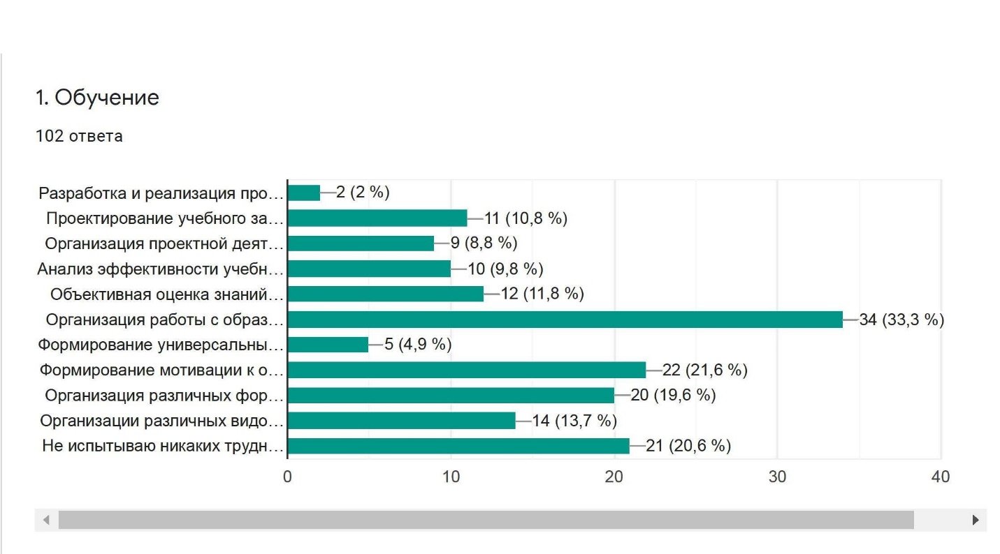 1. Обучение
102 ответа
Разработка и реализация про… 2 (2 %)
Проектирование учебного за… 11 (10,8 %)
Организация проектной деят… 9 (8,8 %)
Анализ эффективности учебн… 10 (9,8 %)
Объективная оценка знаний… 12 (11,8 %)
Организация работы с образ… 34 (33,3 %)
Формирование универсальны… 5 (4,9 %)
Формирование мотивации к о… 22 (21,6 %)
Организация различных фор… 20 (19,6 %)
Организации различных видо… 14 (13,7 %)
Не испытываю никаких трудн… 21 (20,6 %)
0 10 20 30 40